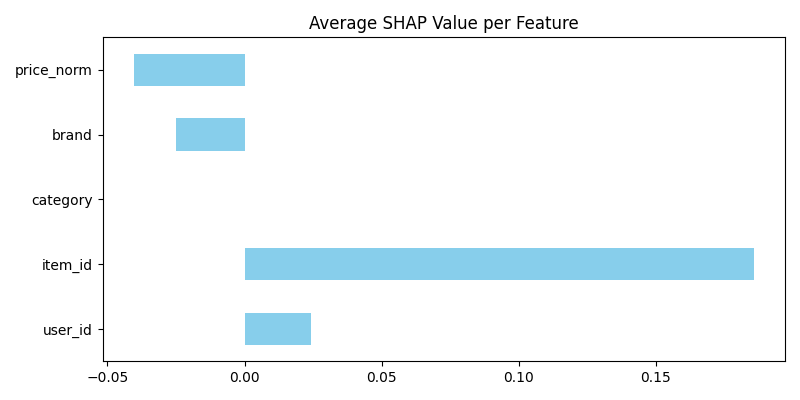 Average SHAP Value per Feature
price_norm
brand
category
item_id
user_id
−0.05 0.00 0.05 0.10 0.15